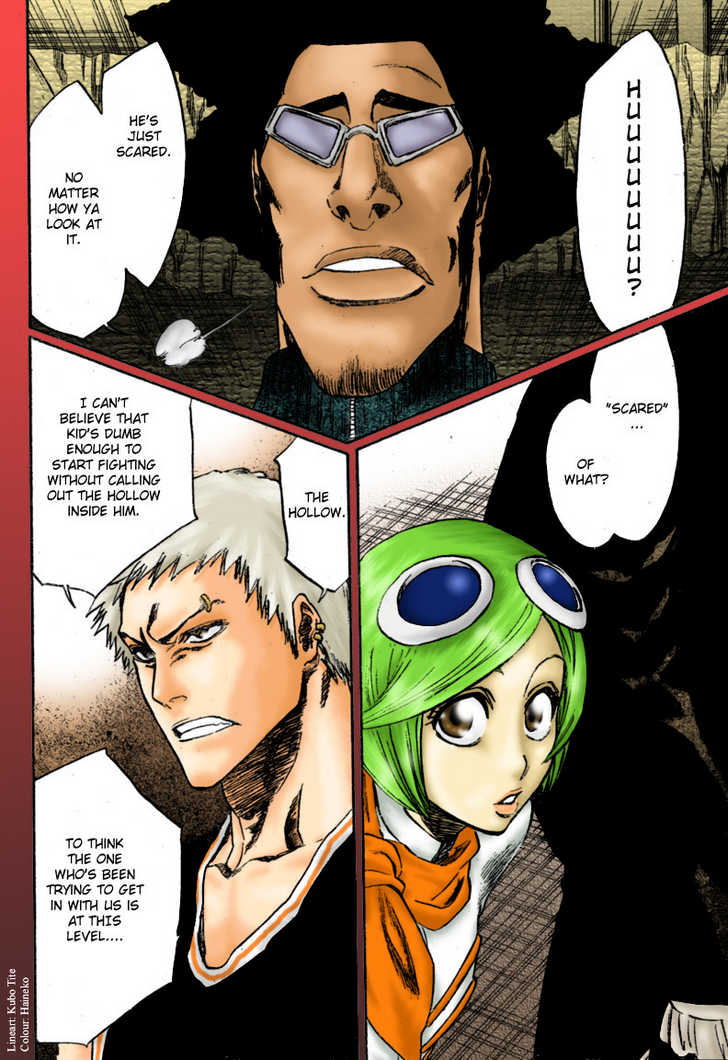 HUUUUUUUU?
HE'S
JUST
SCARED.
NO
MATTER
HOW YA
LOOK AT
IT.
"SCARED"
...
OF
WHAT?
THE
HOLLOW.
I CAN'T
BELIEVE THAT
KID'S DUMB
ENOUGH TO
START FIGHTING
WITHOUT CALLING
OUT THE HOLLOW
INSIDE HIM.
TO THINK
THE ONE
WHO'S BEEN
TRYING TO GET
IN WITH US IS
AT THIS
LEVEL....
Lineart: Kubo Tite
Colour: Haineko